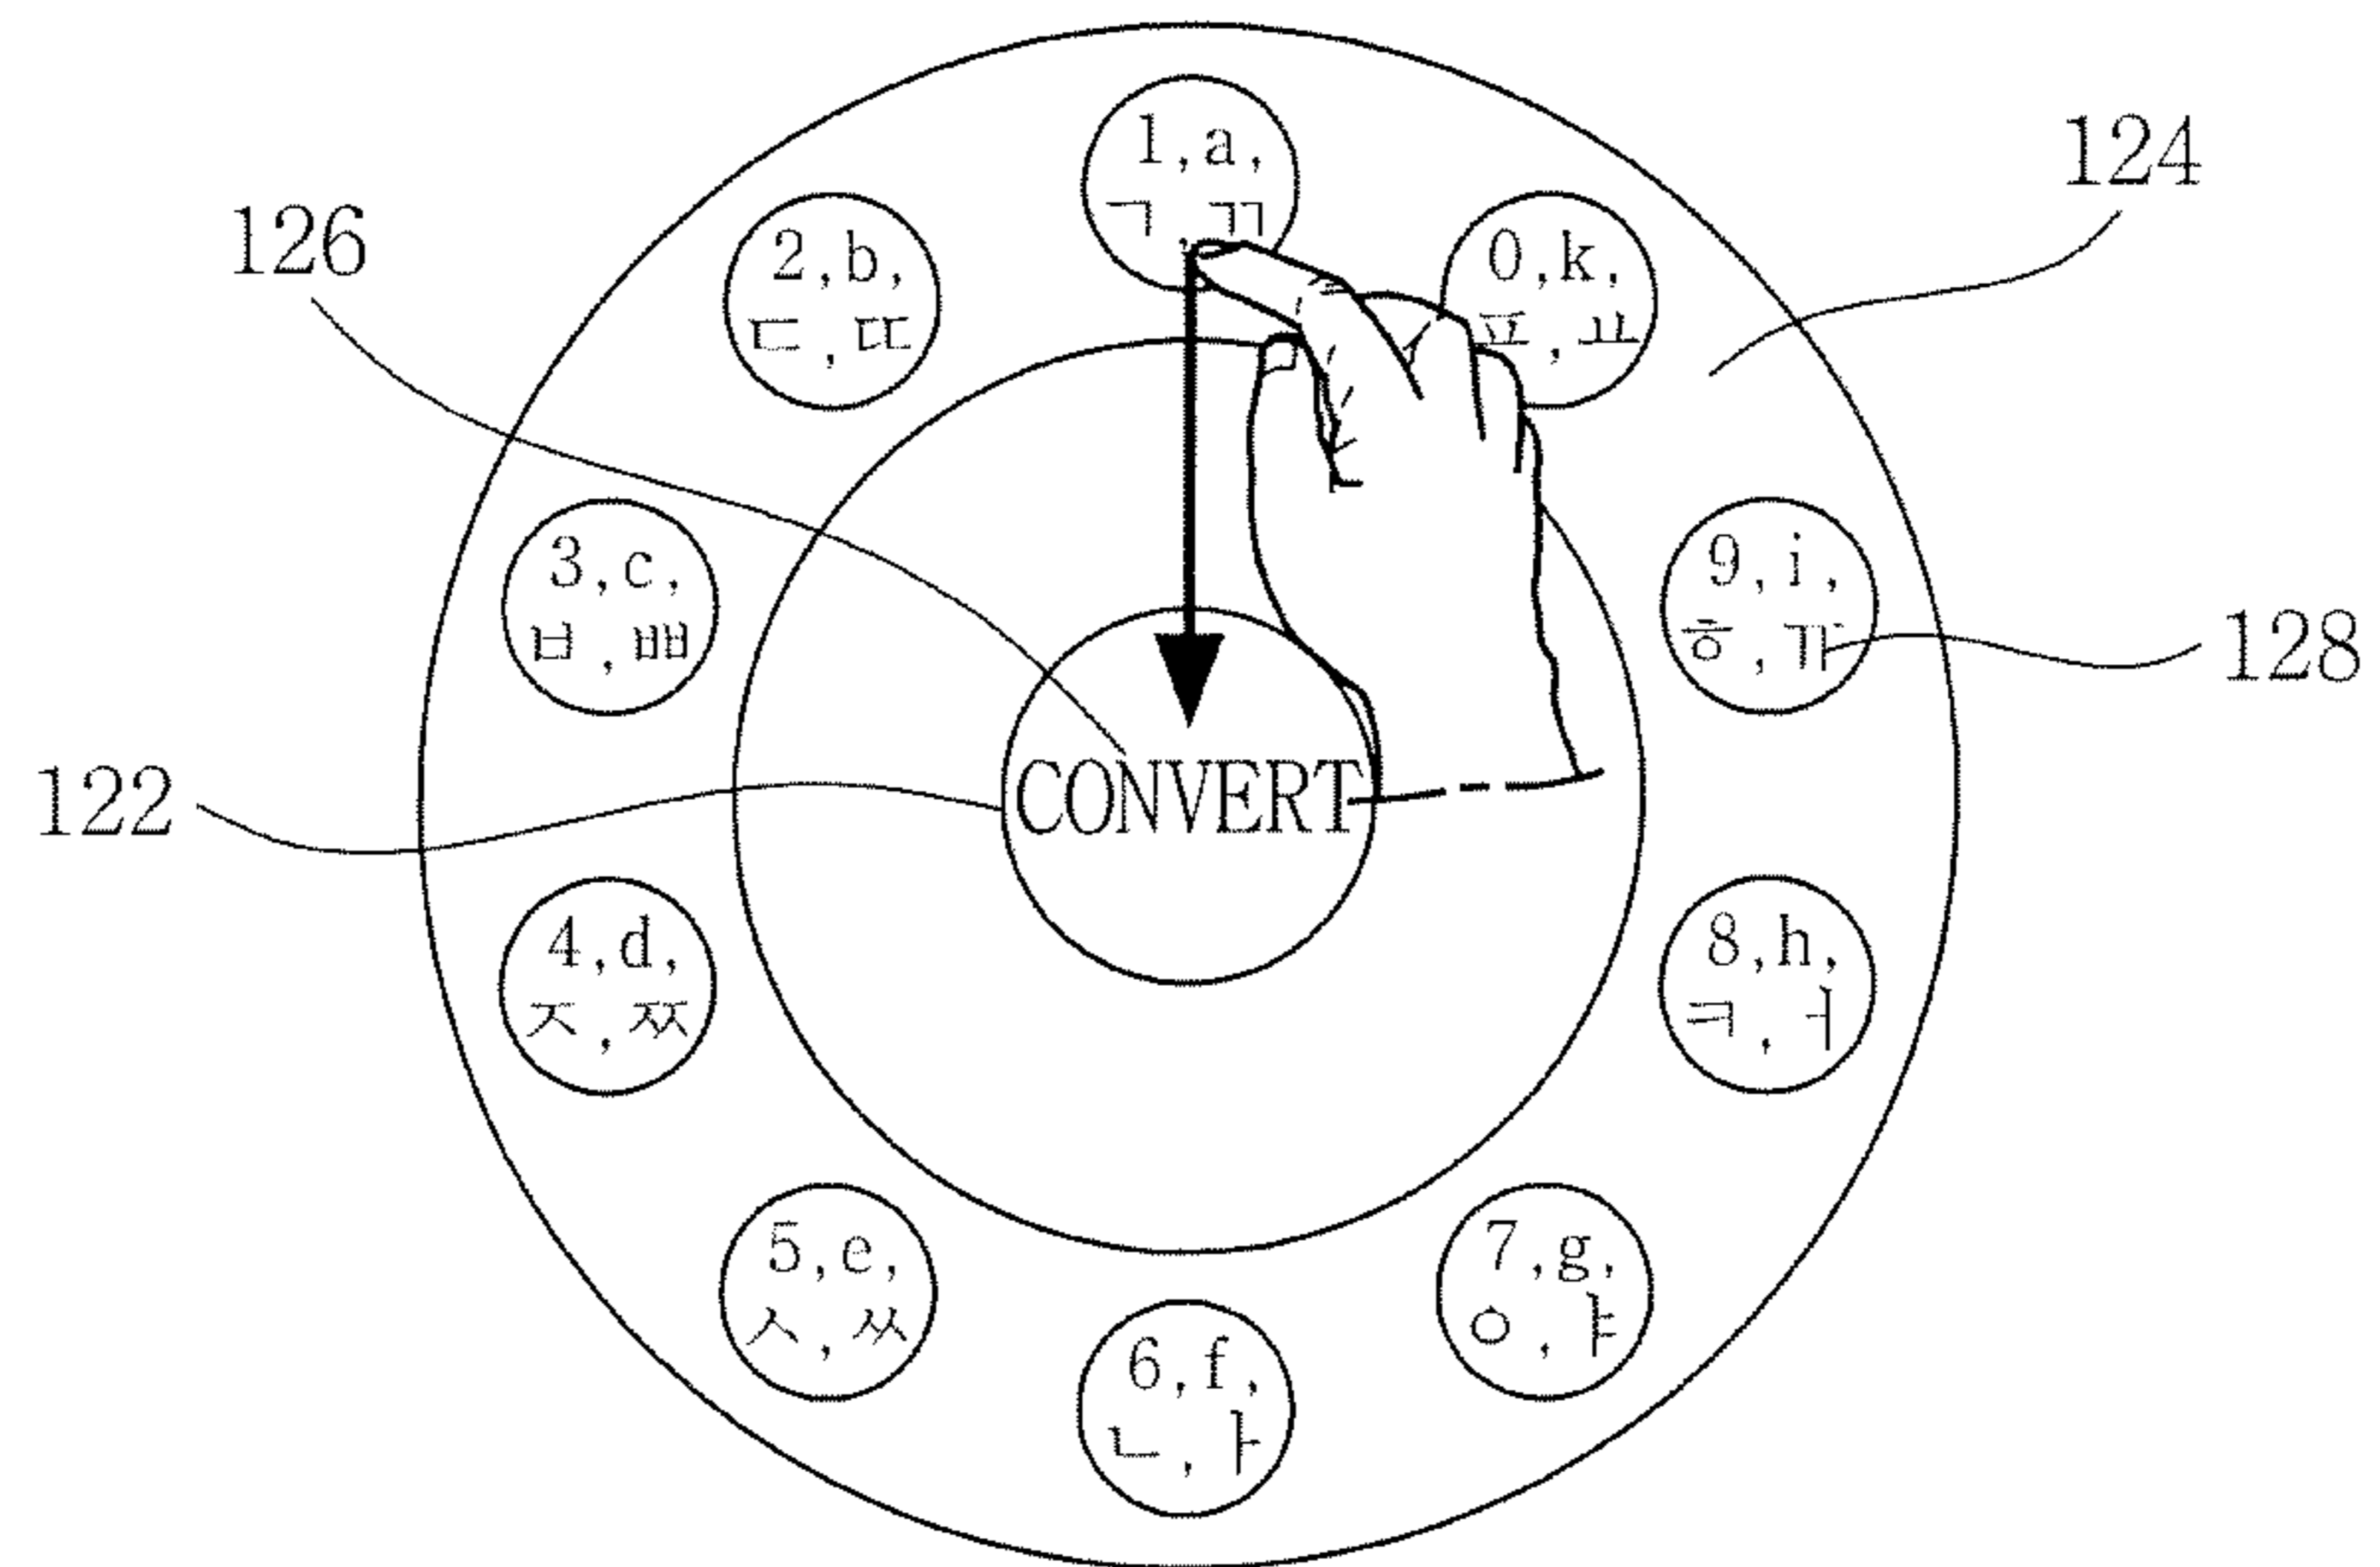 1,a,
ㄱ,ㄲ
124
126
2,b,
ㄷ,ㄸ
0,k,
ㅍ,ㅛ
3,c,
ㅂ,ㅃ
9,i,
ㅎ,
128
122
CONVERT
4,d,
ㅈ,ㅉ
8,h,
ㅋ,ㅓ
5,e,
ㅅ,ㅆ
7,g,
ㅇ,ㅑ
6,f,
ㄴ,ㅏ